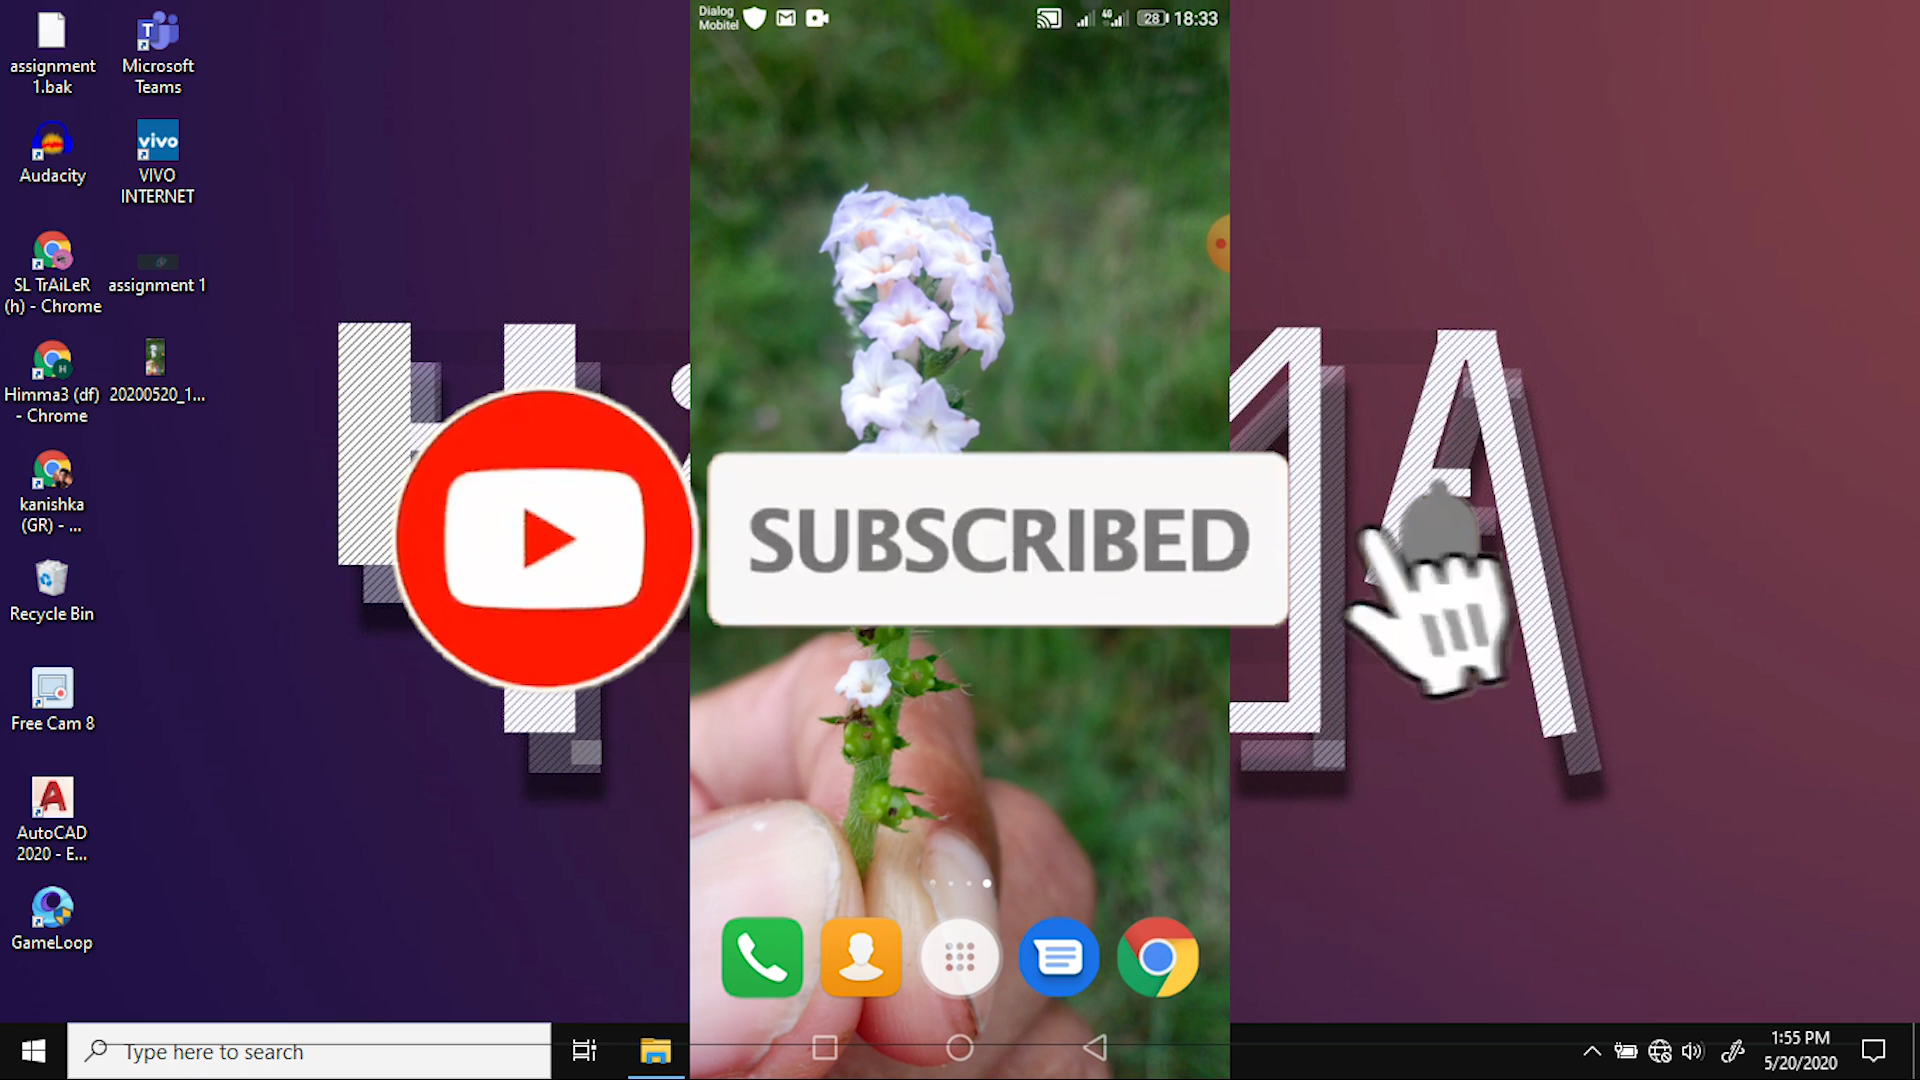 assignment
1.bak
Microsoft
Teams
Audacity
vivo
VIVO
INTERNET
SL TrAiLeR
(h) - Chrome
assignment 1
Himma3 (df)
- Chrome
20200520_1...
kanishka
(GR) - ...
Recycle Bin
Free Cam 8
AutoCAD
2020 - E...
GameLoop
Dialog
Mobitel
4G
28
18:33
SUBSCRIBED
Type here to search
1:55 PM
5/20/2020